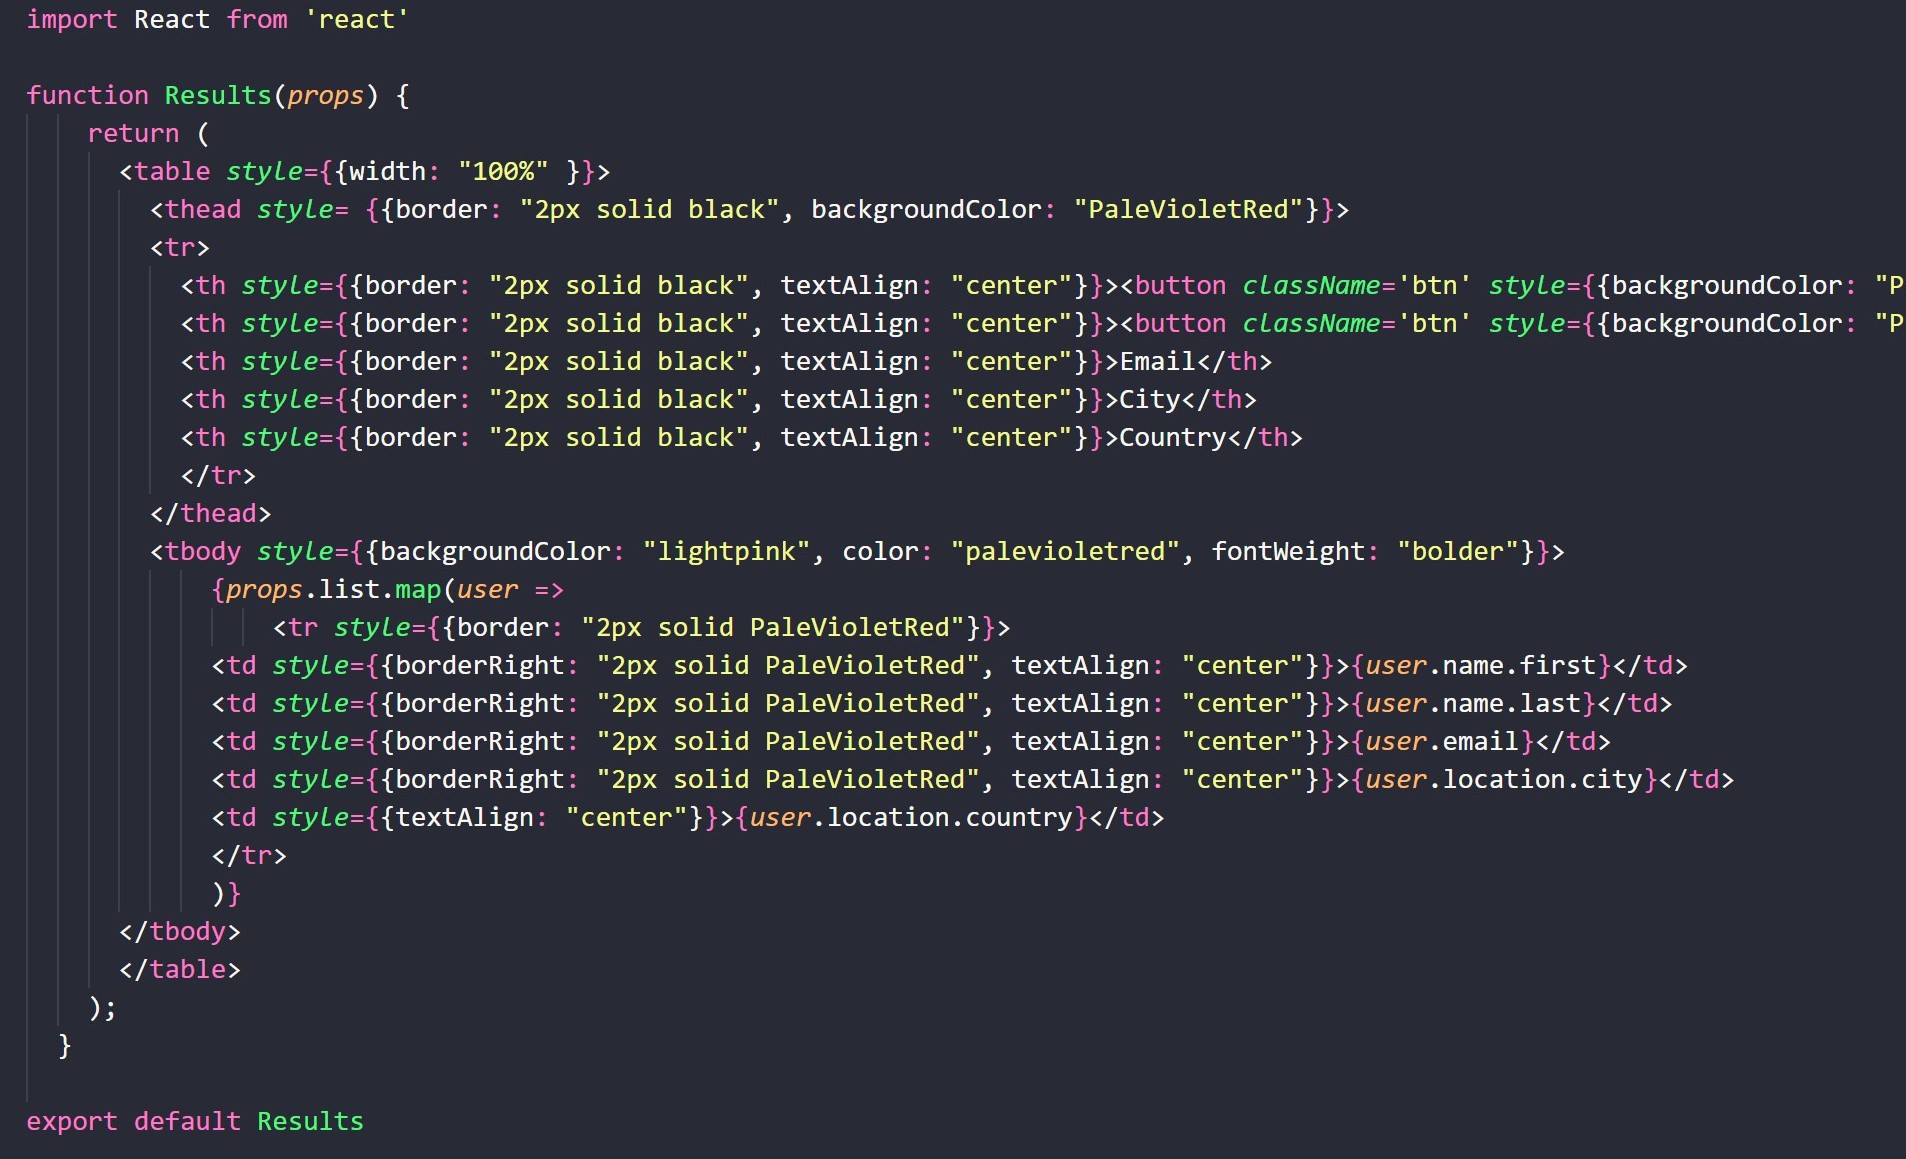 import React from 'react'
function Results(props) {
return (
<table style={{width: "100%" }}>
<thead style= {{border: "2px solid black", backgroundColor: "PaleVioletRed"}}>
<tr>
<th style={{border: "2px solid black", textAlign: "center"}}><button className='btn' style={{backgroundColor: "P
<th style={{border: "2px solid black", textAlign: "center"}}><button className='btn' style={{backgroundColor: "P
<th style={{border: "2px solid black", textAlign: "center"}}>Email</th>
<th style={{border: "2px solid black", textAlign: "center"}}>City</th>
<th style={{border: "2px solid black", textAlign: "center"}}>Country</th>
</tr>
</thead>
<tbody style={{backgroundColor: "lightpink", color: "palevioletred", fontWeight: "bolder"}}>
{props.list.map(user =>
<tr style={{border: "2px solid PaleVioletRed"}}>
<td style={{borderRight: "2px solid PaleVioletRed", textAlign: "center"}}>{user.name.first}</td>
<td style={{borderRight: "2px solid PaleVioletRed", textAlign: "center"}}>{user.name.last}</td>
<td style={{borderRight: "2px solid PaleVioletRed", textAlign: "center"}}>{user.email}</td>
<td style={{borderRight: "2px solid PaleVioletRed", textAlign: "center"}}>{user.location.city}</td>
<td style={{textAlign: "center"}}>{user.location.country}</td>
</tr>
)}
</tbody>
</table>
);
}
export default Results